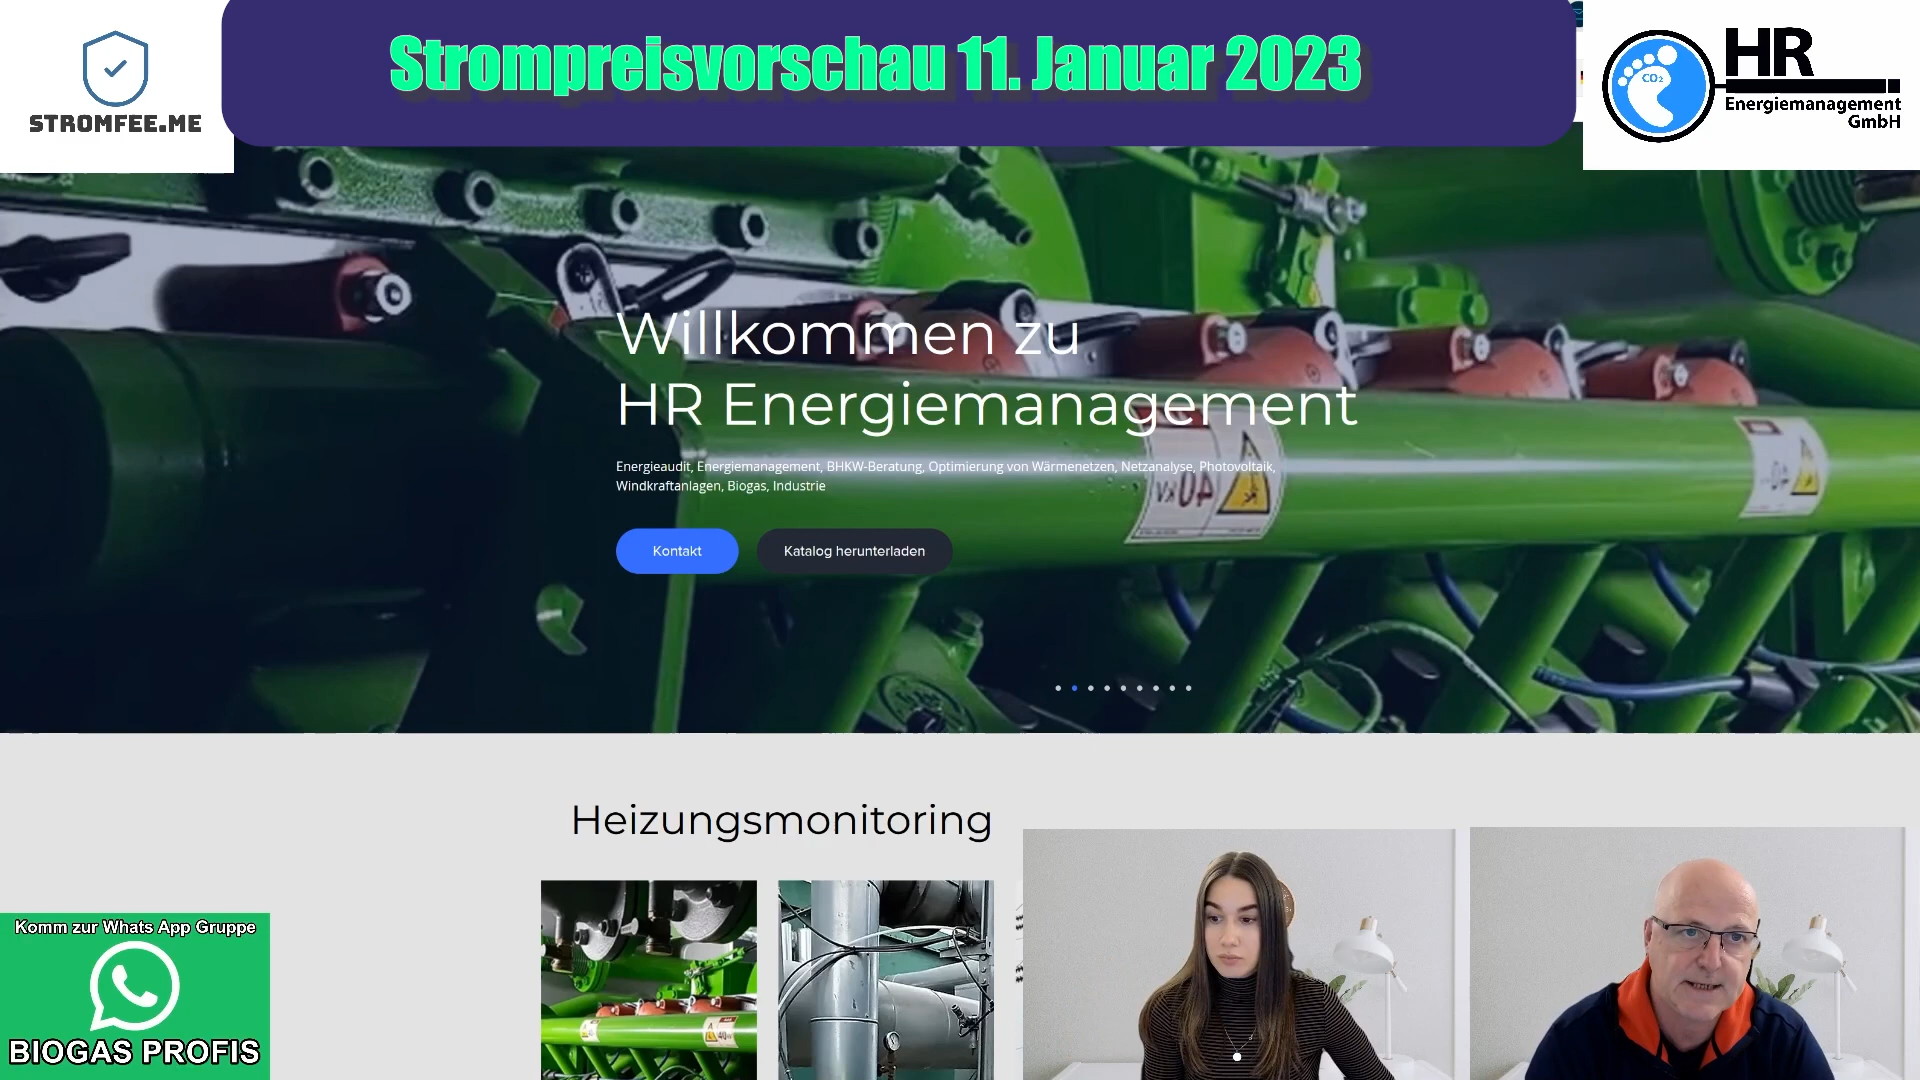 STROMFEE.ME
Strompreisvorschau 11. Januar 2023
CO₂
HR
Energiemanagement
GmbH
Willkommen zu
HR Energiemanagement
Energieaudit, Energiemanagement, BHKW-Beratung, Optimierung von Wärmenetzen, Netzanalyse, Photovoltaik,
Windkraftanlagen, Biogas, Industrie
Kontakt
Katalog herunterladen
Heizungsmonitoring
Komm zur Whats App Gruppe
BIOGAS PROFIS